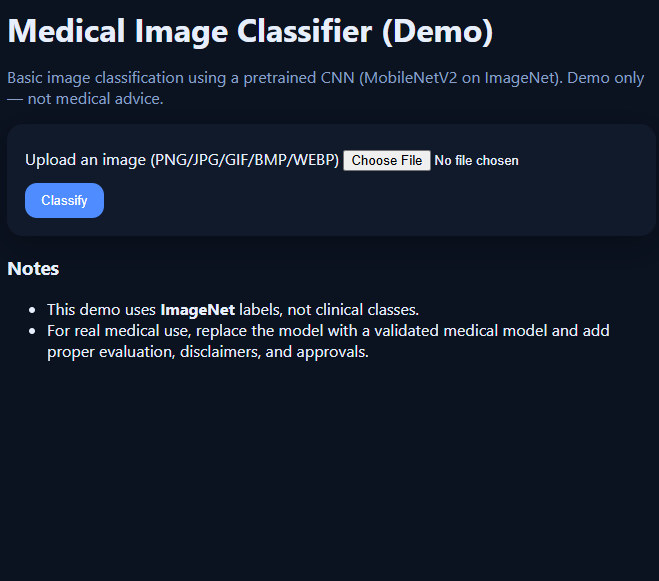 Medical Image Classifier (Demo)
Basic image classification using a pretrained CNN (MobileNetV2 on ImageNet). Demo only
— not medical advice.
Upload an image (PNG/JPG/GIF/BMP/WEBP) Choose File No file chosen
Classify
Notes
• This demo uses ImageNet labels, not clinical classes.
• For real medical use, replace the model with a validated medical model and add
proper evaluation, disclaimers, and approvals.